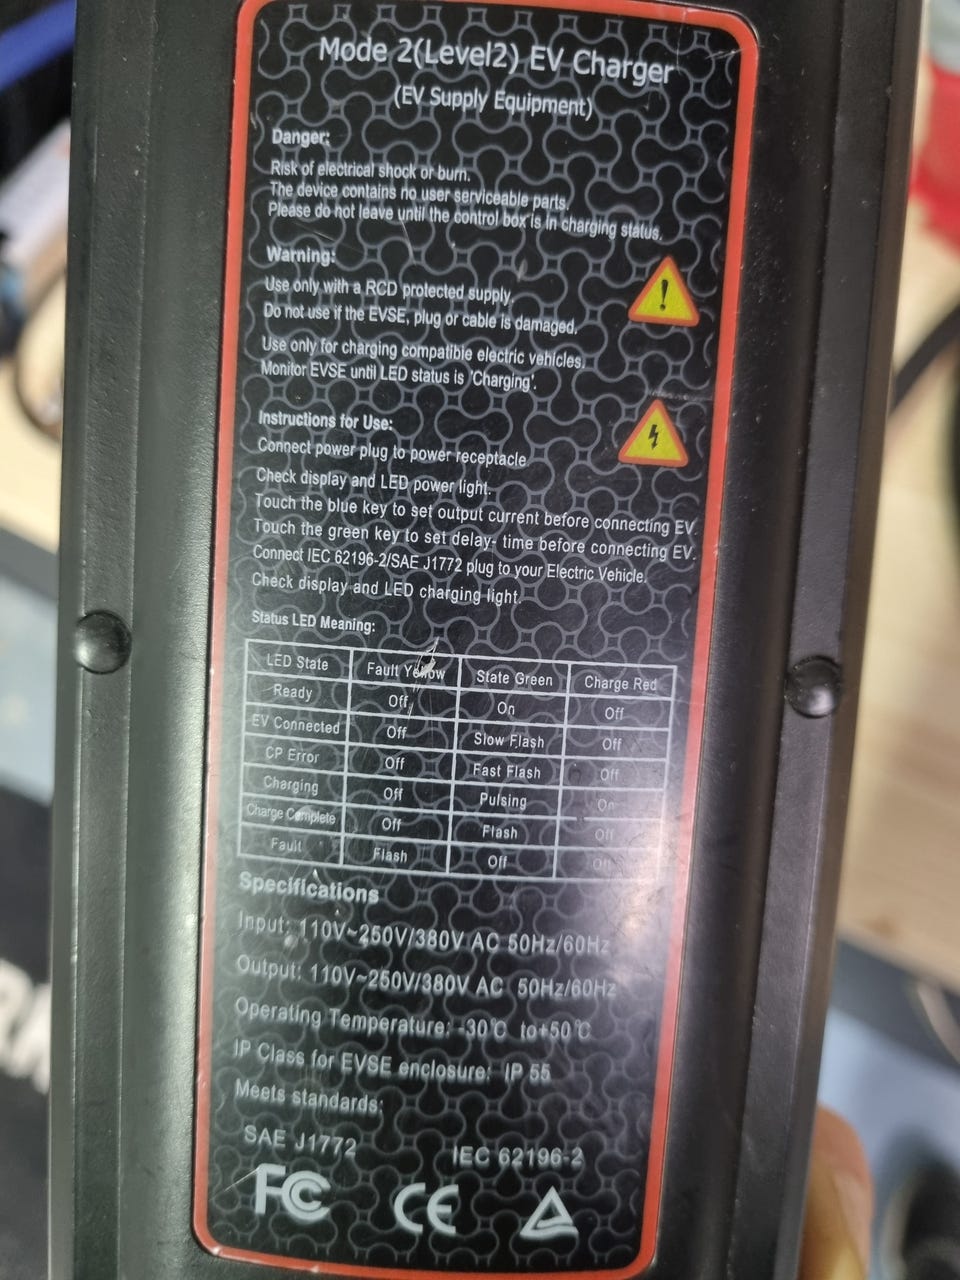 Mode 2(Level2) EV Charger
(EV Supply Equipment)
Danger:
Risk of electrical shock or burn.
The device contains no user serviceable parts.
Please do not leave until the control box is in charging status.
Warning:
Use only with a RCD protected supply.
Do not use if the EVSE, plug or cable is damaged.
Use only for charging compatible electric vehicles.
Monitor EVSE until LED status is 'Charging'.
Instructions for Use:
Connect power plug to power receptacle
Check display and LED power light.
Touch the blue key to set output current before connecting EV.
Touch the green key to set delay- time before connecting EV.
Connect IEC 62196-2/SAE J1772 plug to your Electric Vehicle.
Check display and LED charging light.
Status LED Meaning:
LED State Fault Yellow State Green Charge Red
Ready Off On Off
EV Connected Off Slow Flash Off
CP Error Off Fast Flash Off
Charging Off Pulsing On
Charge Complete Off Flash Off
Fault Flash Off Off
Specifications
Input: 110V~250V/380V AC 50Hz/60Hz
Output: 110V~250V/380V AC 50Hz/60Hz
Operating Temperature: -30℃ to+50℃
IP Class for EVSE enclosure: IP 55
Meets standards:
SAE J1772 IEC 62196-2
FC CE